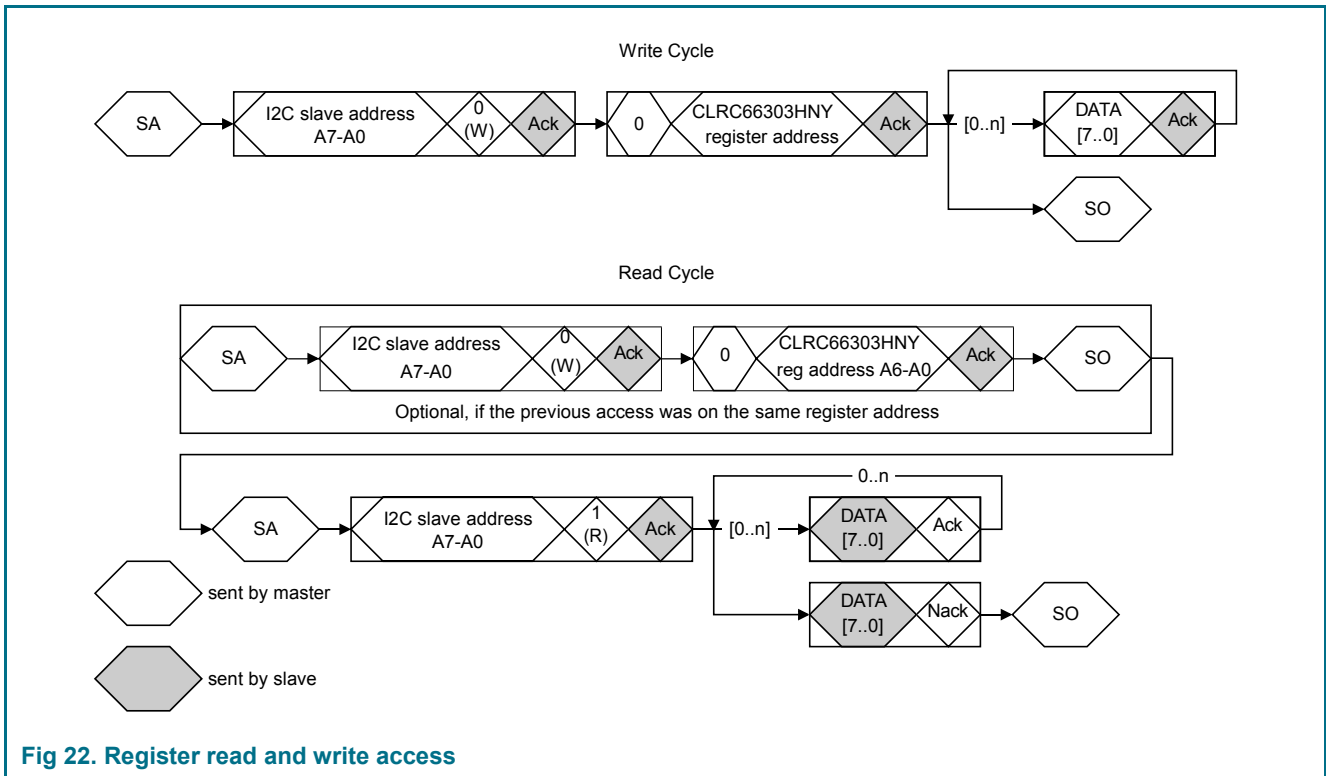 Write Cycle
SA
I2C slave address
A7-A0
0
(W)
Ack
0
CLRC66303HNY
register address
Ack
[0..n]
DATA
[7..0]
Ack
SO
Read Cycle
SA
I2C slave address
A7-A0
0
(W)
Ack
0
CLRC66303HNY
reg address A6-A0
Ack
SO
Optional, if the previous access was on the same register address
0..n
SA
I2C slave address
A7-A0
1
(R)
Ack
[0..n]
DATA
[7..0]
Ack
sent by master
DATA
[7..0]
Nack
SO
sent by slave
Fig 22. Register read and write access